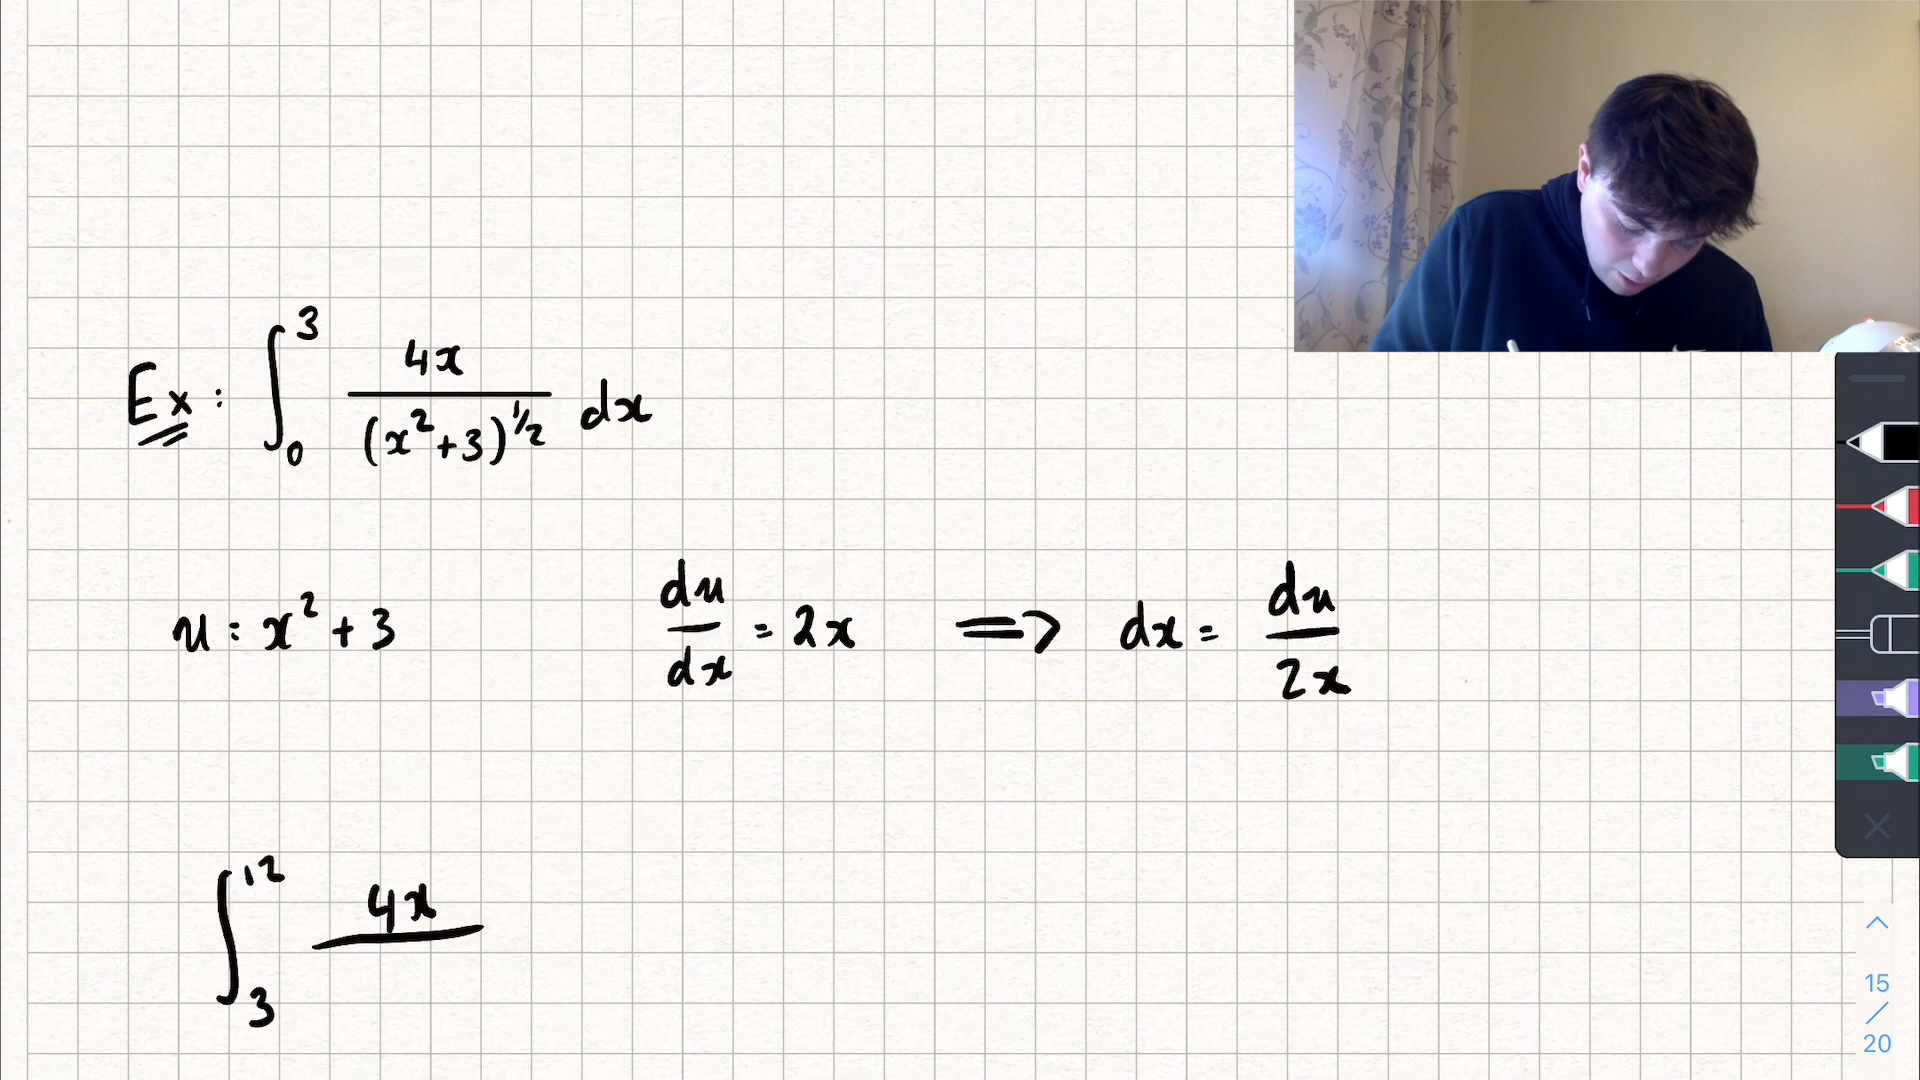 Ex: ∫₀³ 4x / (x²+3)^½ dx
u = x² + 3    du/dx = 2x ⟹ dx = du/2x
∫₃¹² 4x
15
/
20